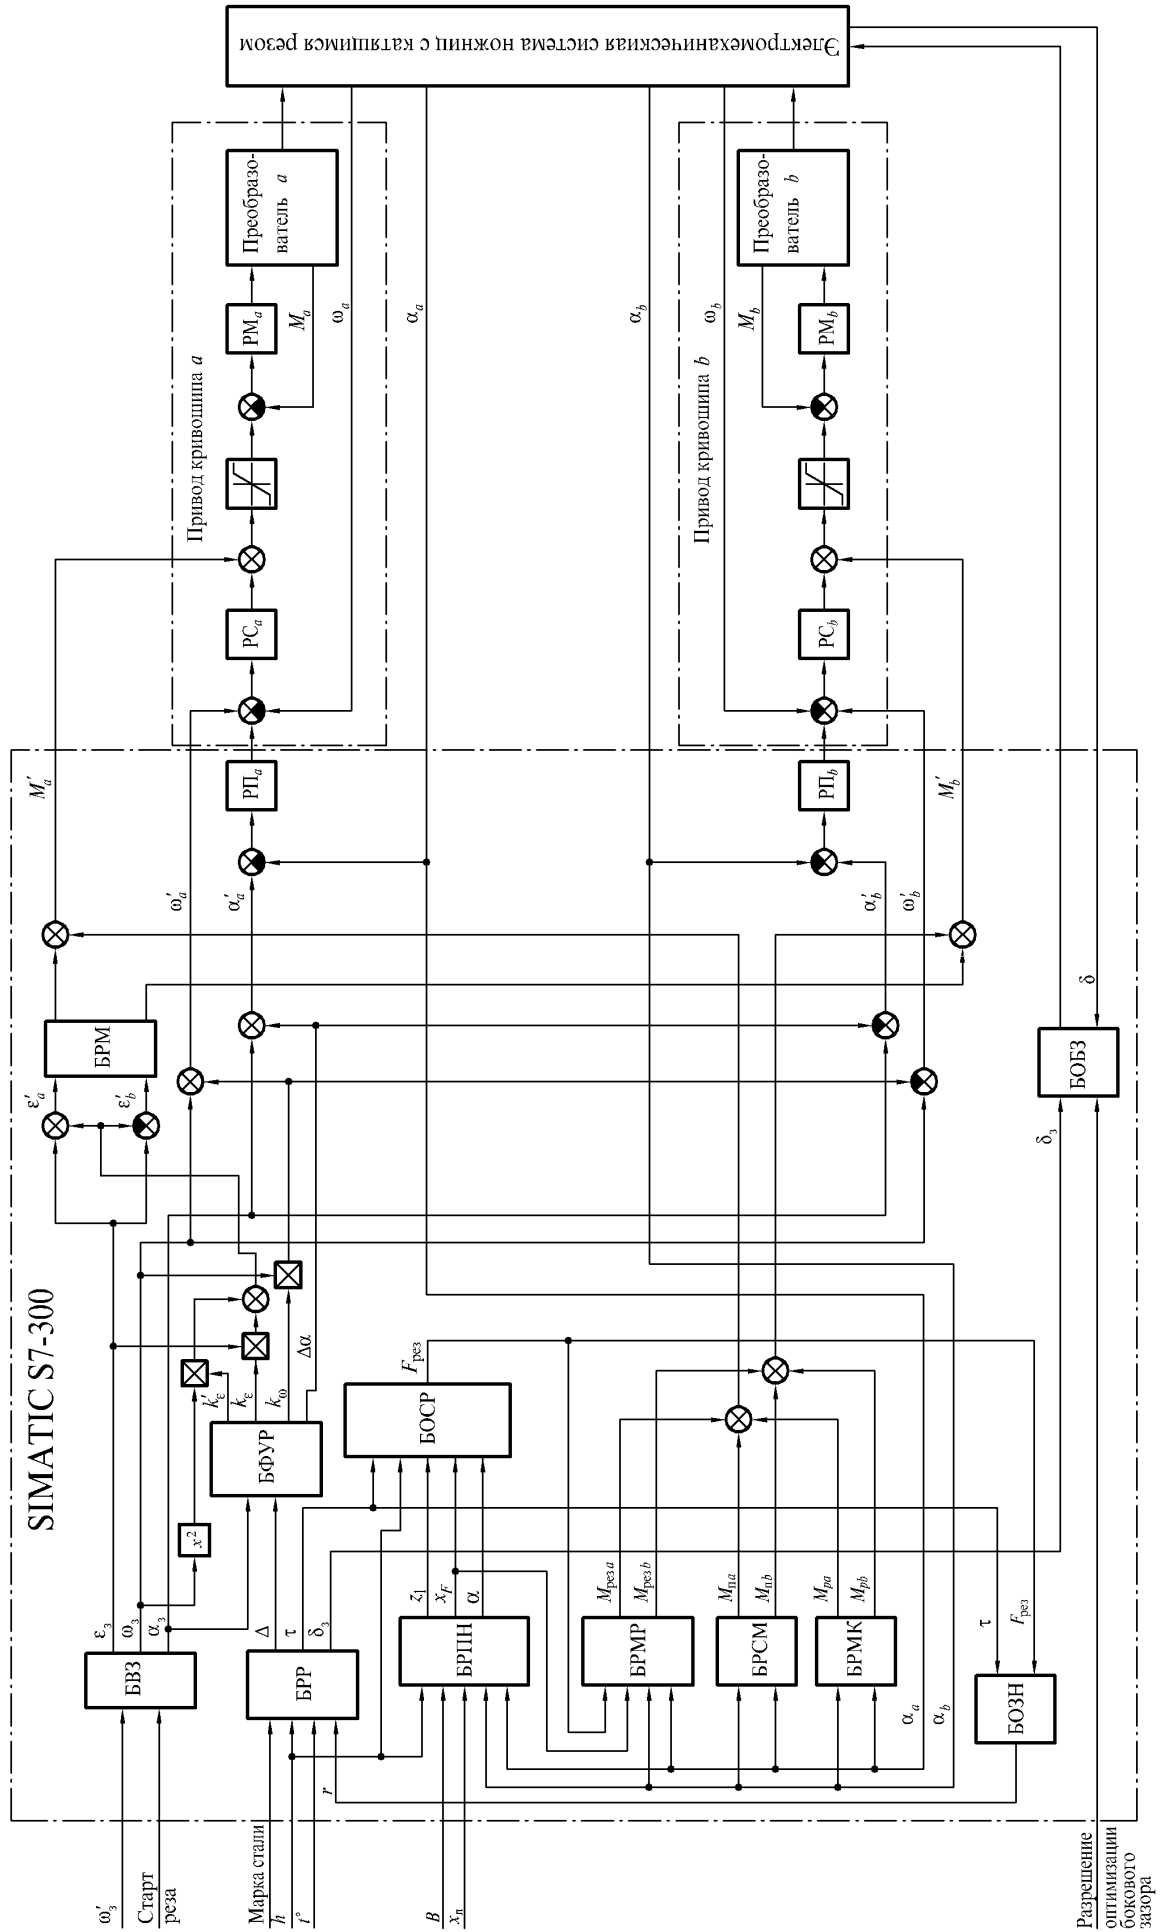 SIMATIC S7-300
ω′з
Старт
реза
Марка стали
h
t°
B
xл
Разрешение
оптимизации
бокового
зазора
БВЗ
εз
ωз
αз
x²
БРР
Δ
τ
δз
r
БФУР
k′ε
kε
kω
Δα
БРПН
z1
xF
α
БОСР
Fрез
БРМР
Mрез a
Mрез b
БРСМ
Mп a
Mп b
БРМК
Mр a
Mр b
αa
αb
БОЗН
τ
Fрез
БРМ
ε′a
ε′b
M′a
ω′a
α′a
α′b
ω′b
M′b
БОБЗ
δз
δ
РПa
РПb
Привод кривошипа a
РСa
РМa
Преобразо-
ватель a
Ma
ωa
αa
αb
ωb
Mb
Привод кривошипа b
РСb
РМb
Преобразо-
ватель b
Электромеханическая система ножниц с катящимся резом